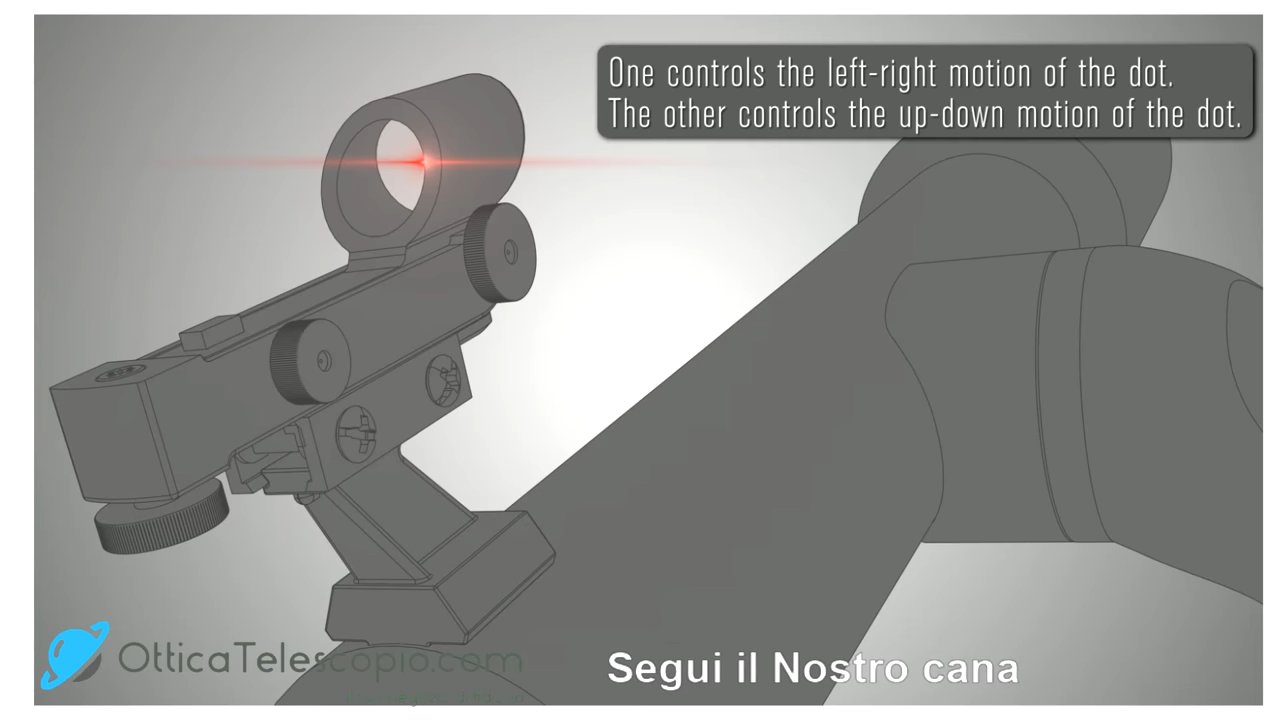 One controls the left-right motion of the dot.
The other controls the up-down motion of the dot.
OtticaTelescopio.com
Segui il Nostro cana